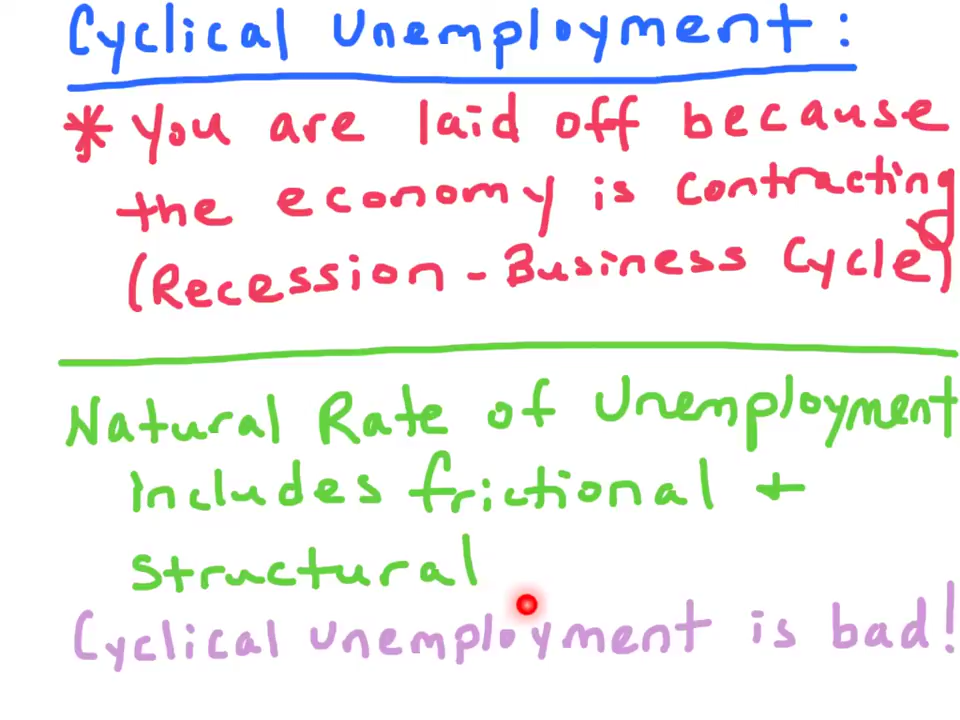 Cyclical Unemployment:
* You are laid off because
the economy is contracting
(Recession - Business Cycle)
Natural Rate of Unemployment
includes frictional +
structural
Cyclical unemployment is bad!